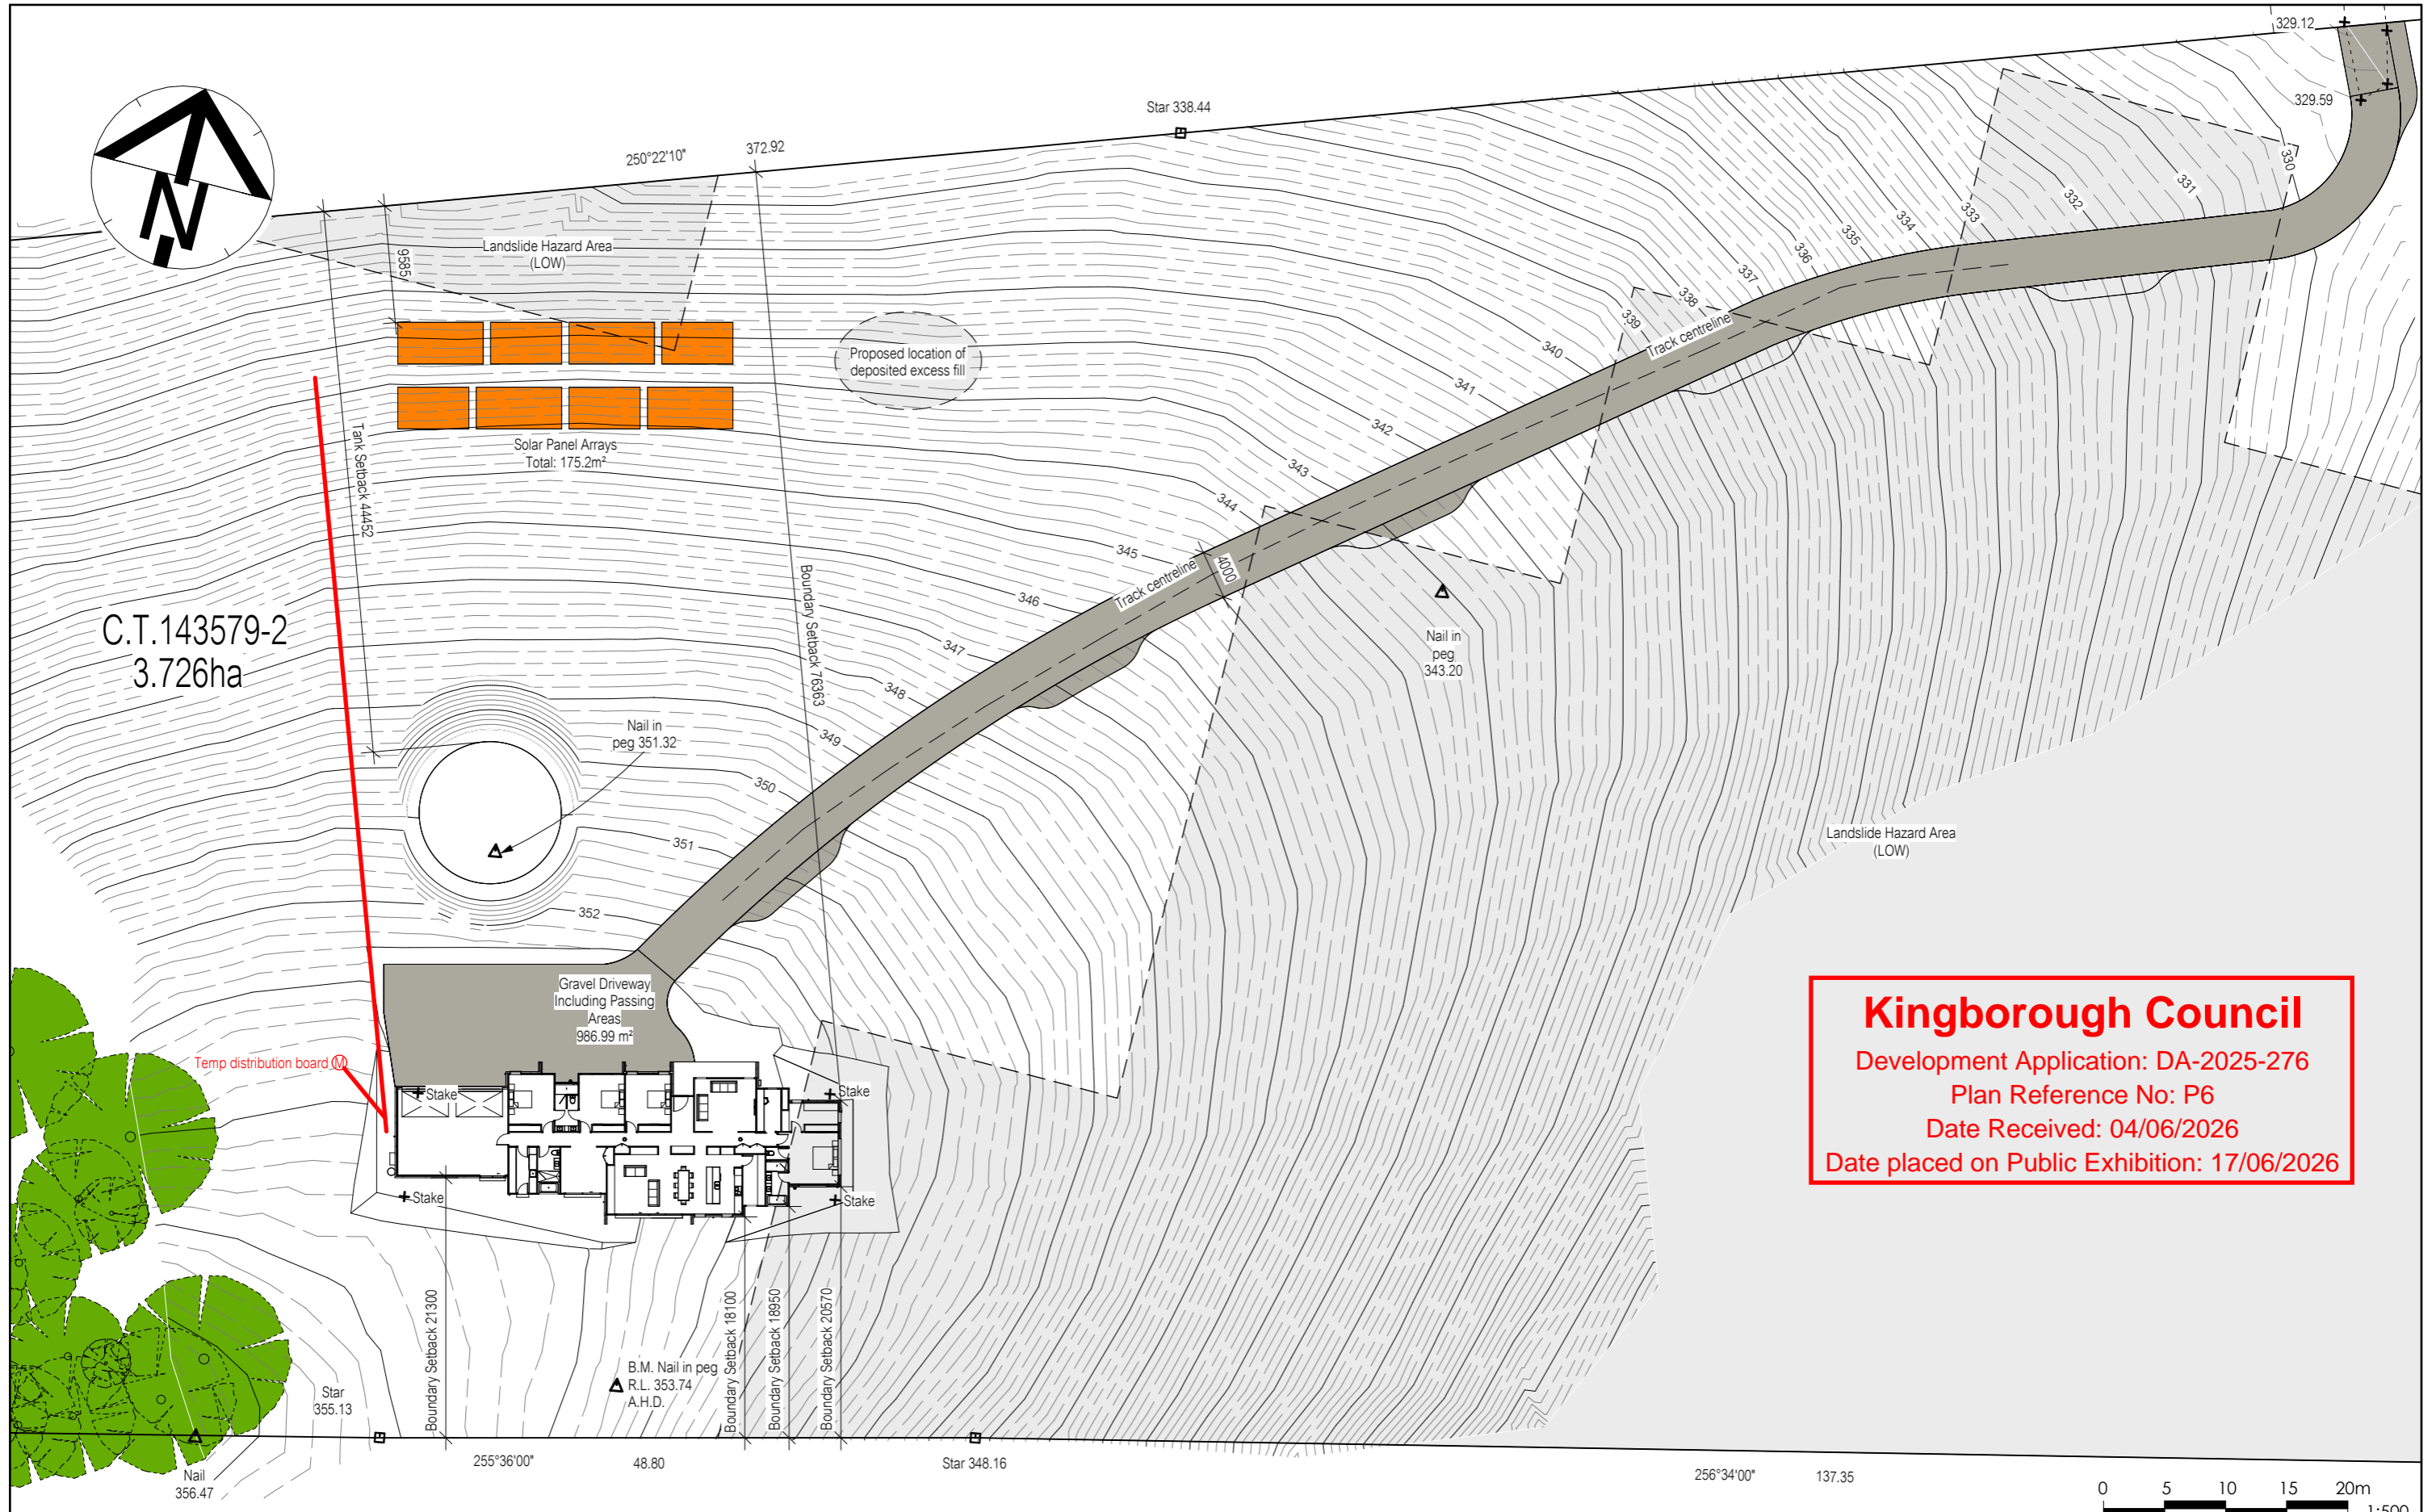 329.12
Star 338.44
329.59
372.92
250°22'10"
N
330
331
332
333
334
335
336
337
338
339
340
341
342
343
344
345
346
347
348
349
350
351
352
Landslide Hazard Area
(LOW)
9585
Track centreline
Proposed location of
deposited excess fill
Solar Panel Arrays
Total: 175.2m²
Tank Setback 44452
Boundary Setback 76363
Track centreline
4000
C.T.143579-2
3.726ha
Nail in
peg
343.20
Nail in
peg 351.32
Landslide Hazard Area
(LOW)
Gravel Driveway
Including Passing
Areas
986.99 m²
Temp distribution board M
Stake
Stake
Stake
Stake
Kingborough Council
Development Application: DA-2025-276
Plan Reference No: P6
Date Received: 04/06/2026
Date placed on Public Exhibition: 17/06/2026
Boundary Setback 21300
Boundary Setback 18100
Boundary Setback 18950
Boundary Setback 20570
B.M. Nail in peg
R.L. 353.74
A.H.D.
Star
355.13
Nail
356.47
255°36'00"
48.80
Star 348.16
256°34'00"
137.35
0 5 10 15 20m
1:500